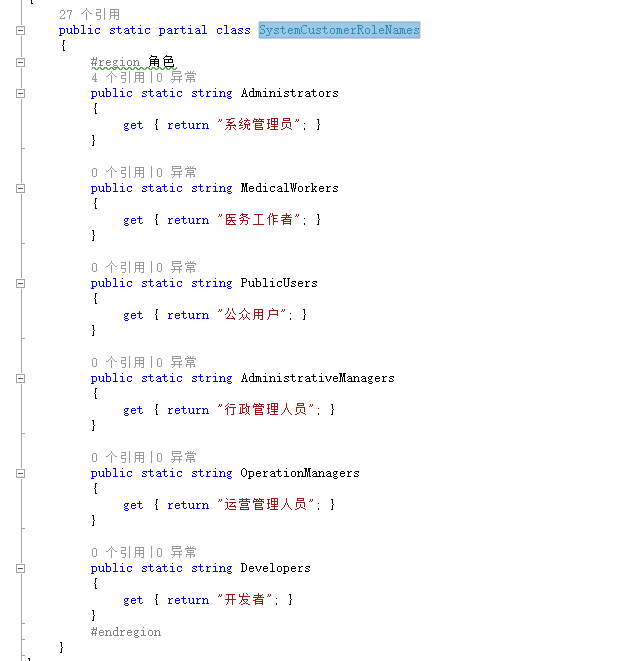 {
27 个引用
public static partial class SystemCustomerRoleNames
{
#region 角色
4 个引用|0 异常
public static string Administrators
{
get { return "系统管理员"; }
}
0 个引用|0 异常
public static string MedicalWorkers
{
get { return "医务工作者"; }
}
0 个引用|0 异常
public static string PublicUsers
{
get { return "公众用户"; }
}
0 个引用|0 异常
public static string AdministrativeManagers
{
get { return "行政管理人员"; }
}
0 个引用|0 异常
public static string OperationManagers
{
get { return "运营管理人员"; }
}
0 个引用|0 异常
public static string Developers
{
get { return "开发者"; }
}
#endregion
}
}